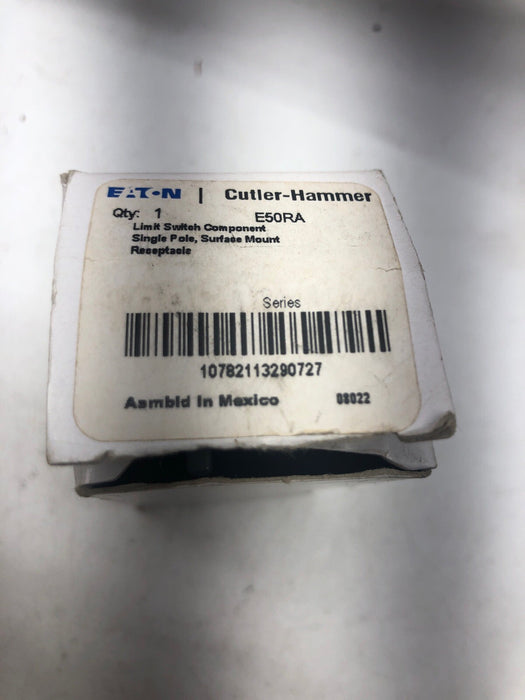 EATON | Cutler-Hammer
Qty: 1 E50RA
Limit Switch Component
Single Pole, Surface Mount
Receptacle
Series
10782113290727
Asmbld In Mexico 08022